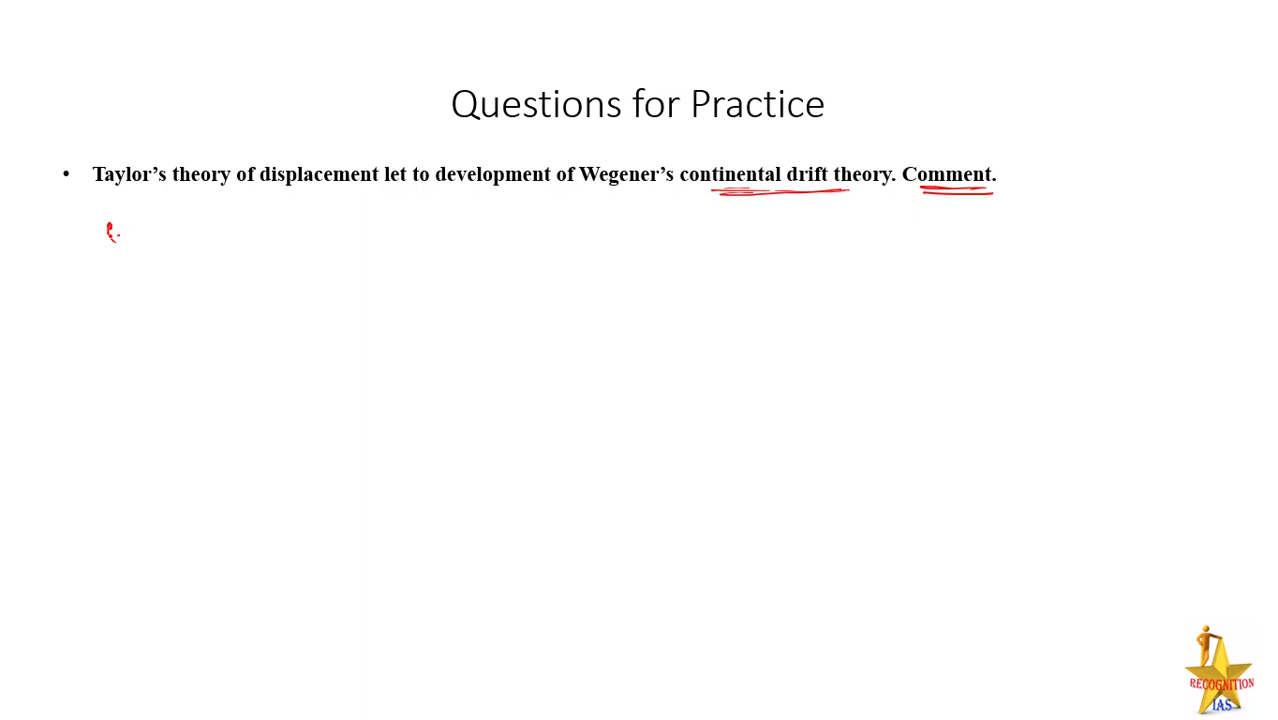 Questions for Practice
• Taylor’s theory of displacement let to development of Wegener’s continental drift theory. Comment.
RECOGNITION
IAS